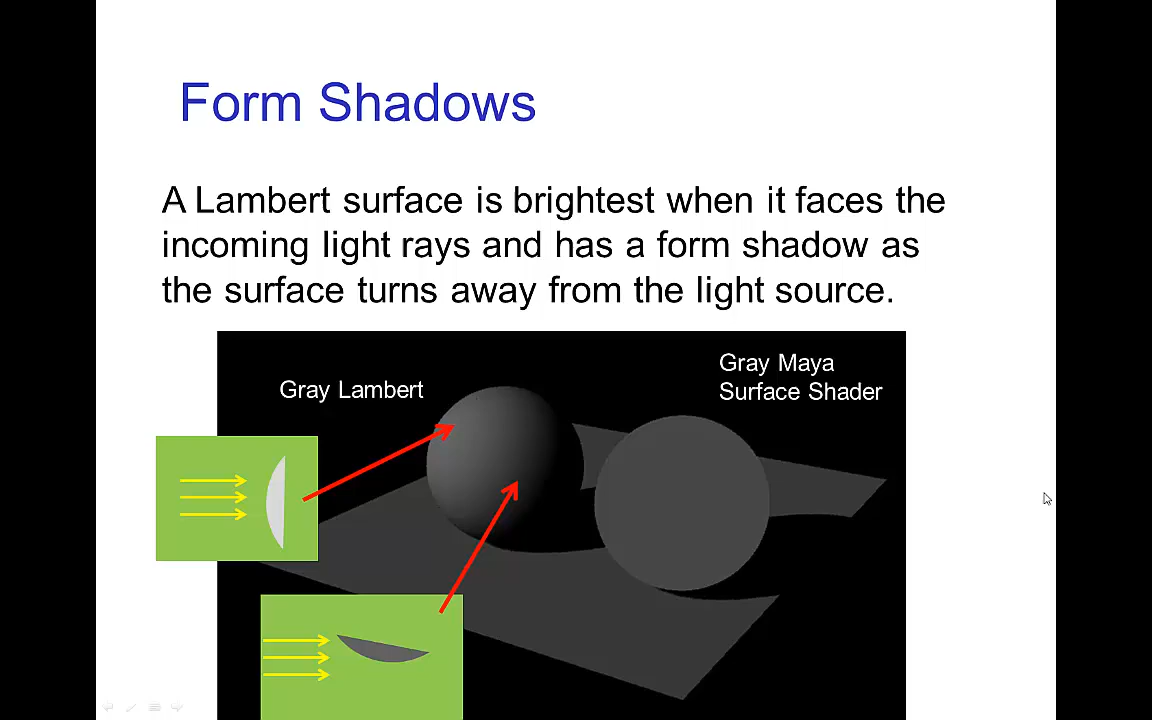 Form Shadows
A Lambert surface is brightest when it faces the
incoming light rays and has a form shadow as
the surface turns away from the light source.
Gray Lambert
Gray Maya
Surface Shader